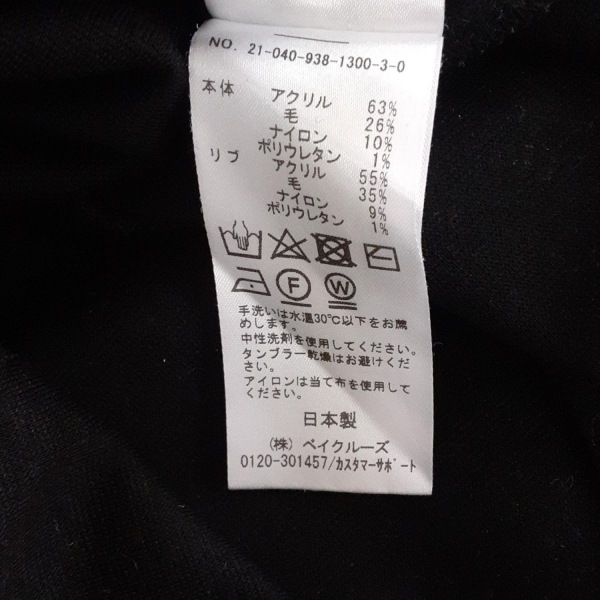 NO. 21-040-938-1300-3-0
本体 アクリル 63%
毛 26%
ナイロン 10%
ポリウレタン 1%
リブ アクリル 55%
毛 35%
ナイロン 9%
ポリウレタン 1%
F W
手洗いは水温30℃以下をお薦
めします。
中性洗剤を使用してください。
タンブラー乾燥はお避けくだ
さい。
アイロンは当て布を使用して
ください。
日本製
(株) ベイクルーズ
0120-301457/カスタマーサポート